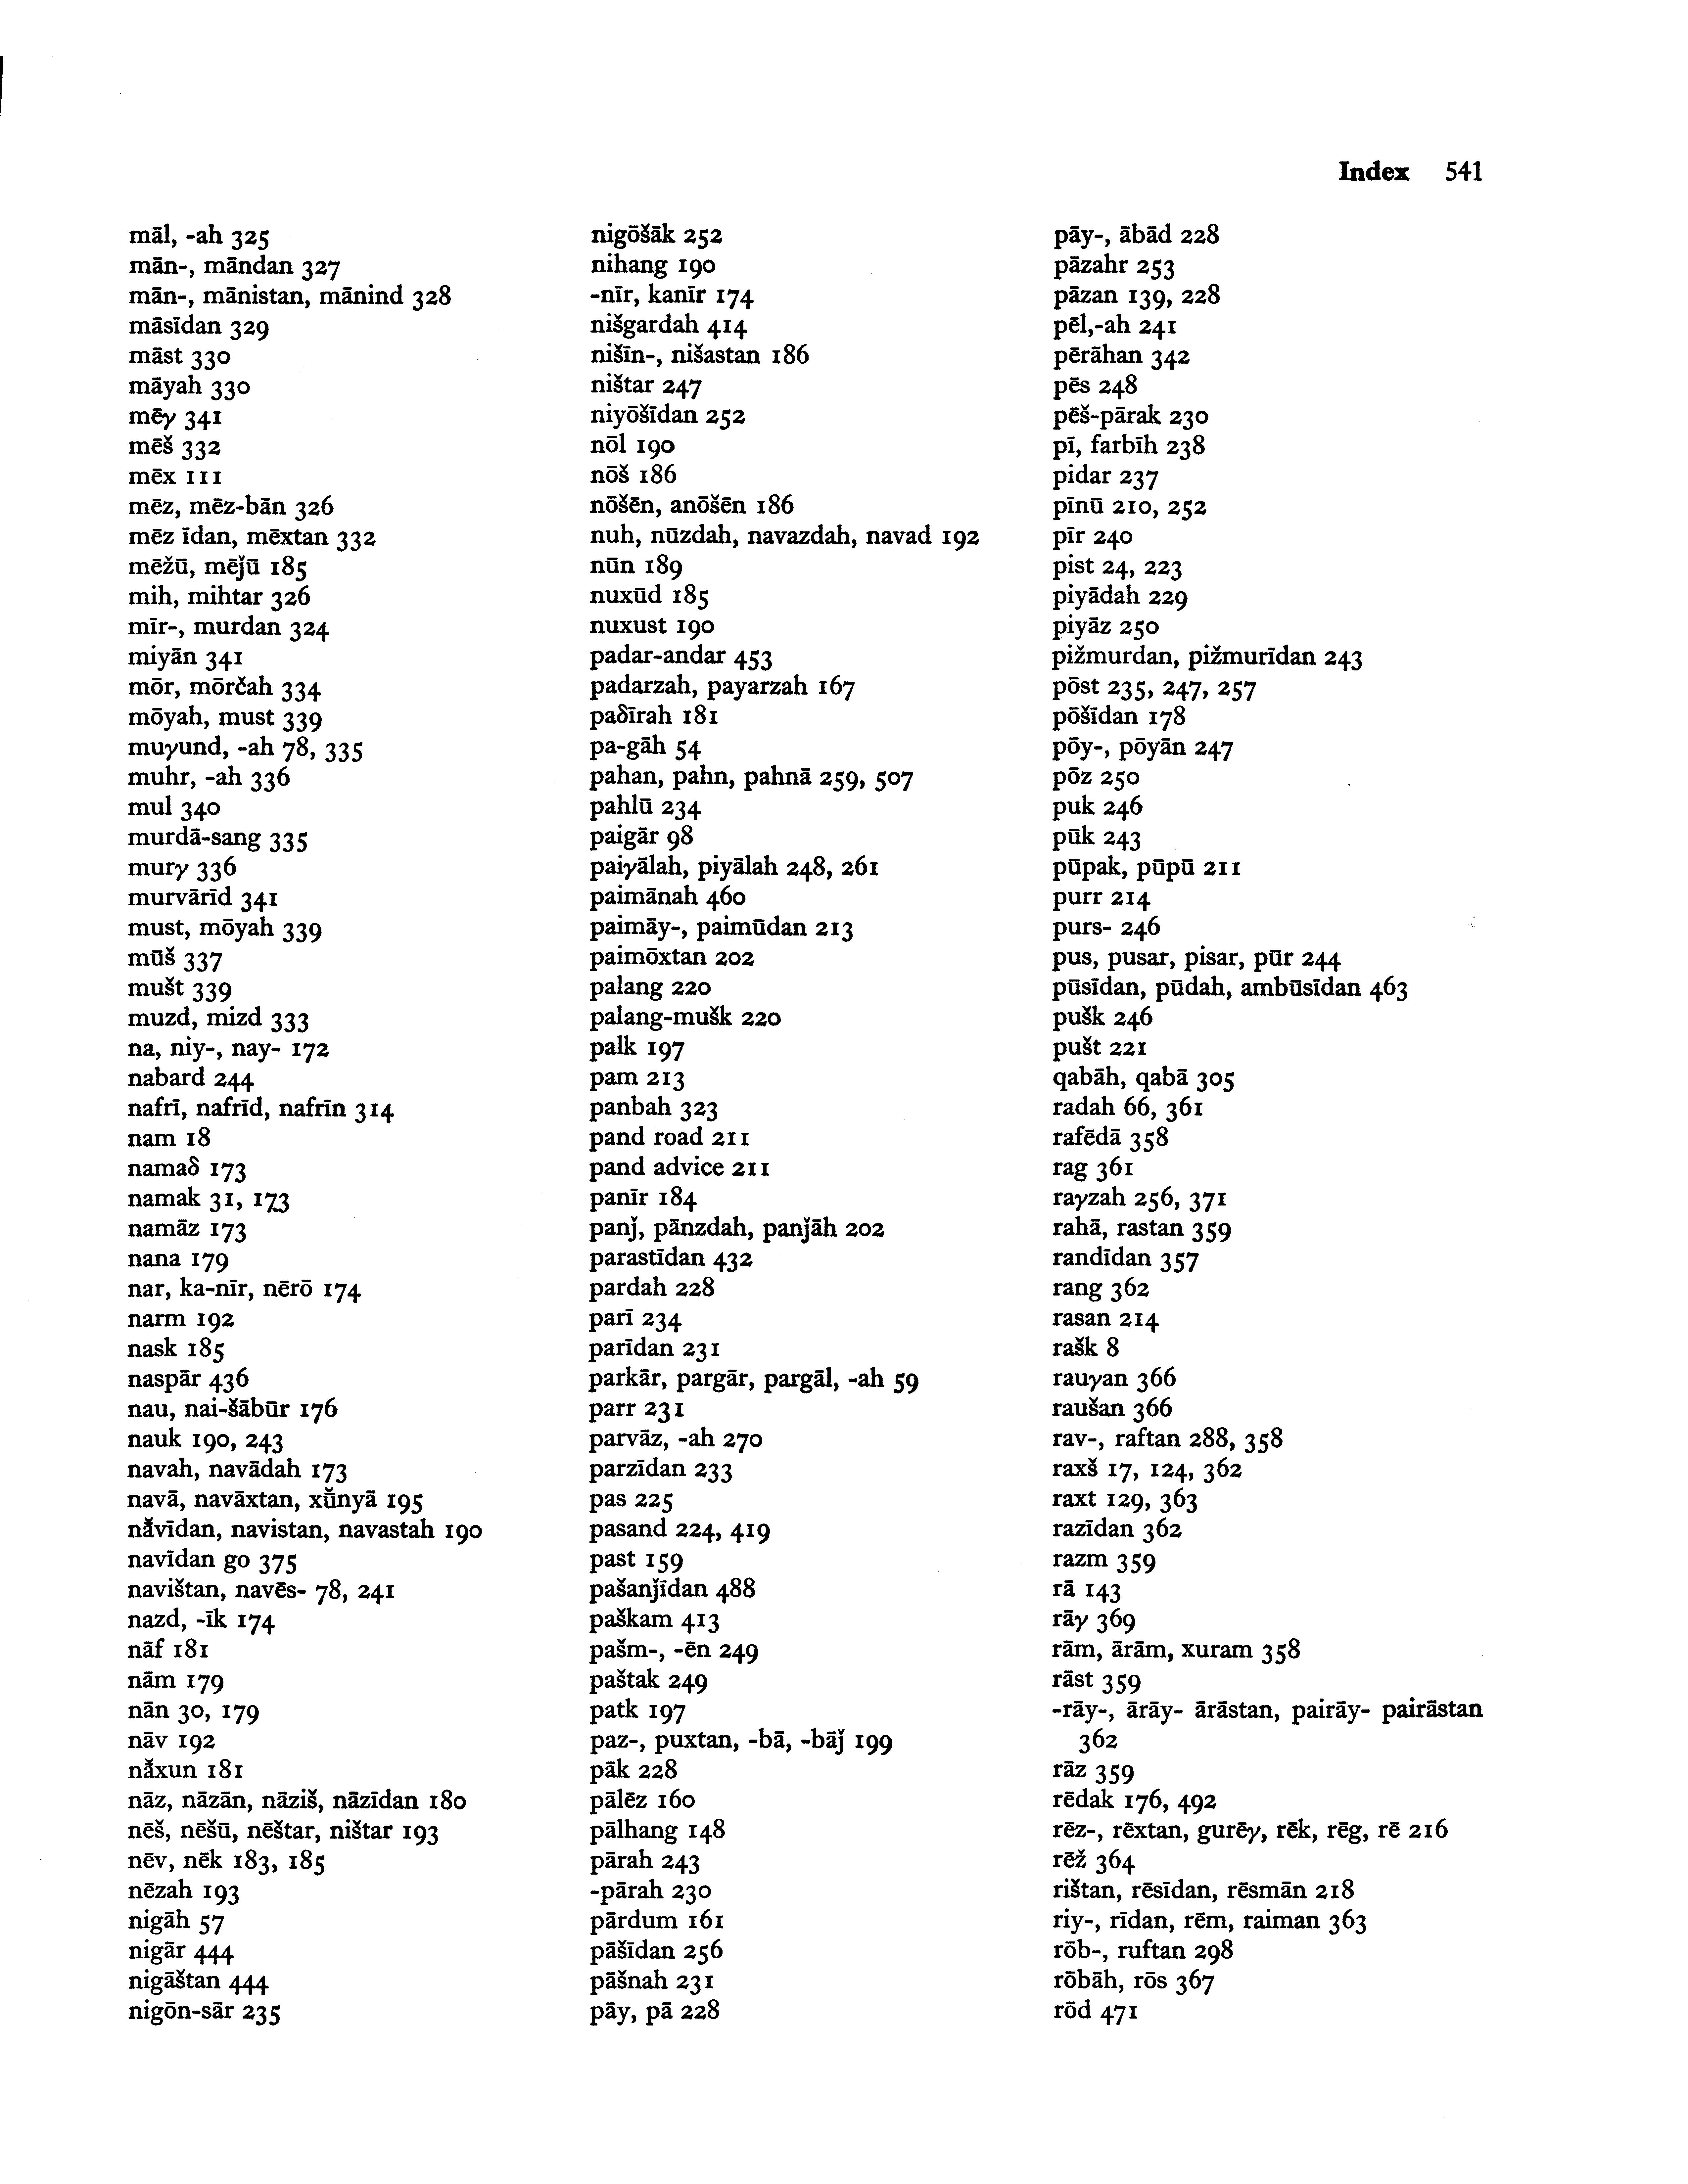 Index 541
māl, -ah 325
mān-, māndan 327
mān-, mānistan, mānind 328
māsīdan 329
māst 330
māyah 330
mēγ 341
mēš 332
mēx 111
mēz, mēz-bān 326
mēz īdan, mēxtan 332
mēžū, mēǰū 185
mih, mihtar 326
mīr-, murdan 324
miyān 341
mōr, mōrčah 334
mōyah, must 339
muγund, -ah 78, 335
muhr, -ah 336
mul 340
murdā-sang 335
murγ 336
murvārīd 341
must, mōyah 339
mūš 337
mušt 339
muzd, mizd 333
na, niy-, nay- 172
nabard 244
nafrī, nafrīd, nafrīn 314
nam 18
namaδ 173
namak 31, 173
namāz 173
nana 179
nar, ka-nīr, nērō 174
narm 192
nask 185
naspār 436
nau, nai-šābūr 176
nauk 190, 243
navah, navādah 173
navā, navāxtan, xū̆nyā 195
nā̆vīdan, navistan, navastah 190
navīdan go 375
navištan, navēs- 78, 241
nazd, -īk 174
nāf 181
nām 179
nān 30, 179
nāv 192
nā̆xun 181
nāz, nāzān, nāziš, nāzīdan 180
nēš, nēšū, nēštar, ništar 193
nēv, nēk 183, 185
nēzah 193
nigāh 57
nigār 444
nigāštan 444
nigōn-sār 235
nigōšāk 252
nihang 190
-nīr, kanīr 174
nišgardah 414
nišīn-, nišastan 186
ništar 247
niyōšīdan 252
nōl 190
nōš 186
nōšēn, anōšēn 186
nuh, nūzdah, navazdah, navad 192
nūn 189
nuxūd 185
nuxust 190
padar-andar 453
padarzah, payarzah 167
paδīrah 181
pa-gāh 54
pahan, pahn, pahnā 259, 507
pahlū 234
paigār 98
paiγālah, piyālah 248, 261
paimānah 460
paimāy-, paimūdan 213
paimōxtan 202
palang 220
palang-mušk 220
palk 197
pam 213
panbah 323
pand road 211
pand advice 211
panīr 184
panǰ, pānzdah, panǰāh 202
parastīdan 432
pardah 228
parī 234
parīdan 231
parkār, pargār, pargāl, -ah 59
parr 231
parvāz, -ah 270
parzīdan 233
pas 225
pasand 224, 419
past 159
pašanǰīdan 488
paškam 413
pašm-, -ēn 249
paštak 249
patk 197
paz-, puxtan, -bā, -bāǰ 199
pāk 228
pālēz 160
pālhang 148
pārah 243
-pārah 230
pārdum 161
pāšīdan 256
pāšnah 231
pāy, pā 228
pāy-, ābād 228
pāzahr 253
pāzan 139, 228
pēl,-ah 241
pērāhan 342
pēs 248
pēš-pārak 230
pī, farbīh 238
pidar 237
pīnū 210, 252
pīr 240
pist 24, 223
piyādah 229
piyāz 250
pižmurdan, pižmurīdan 243
pōst 235, 247, 257
pōšīdan 178
pōy-, pōyān 247
pōz 250
puk 246
pūk 243
pūpak, pūpū 211
purr 214
purs- 246
pus, pusar, pisar, pūr 244
pūsīdan, pūdah, ambūsīdan 463
pušk 246
pušt 221
qabāh, qabā 305
radah 66, 361
rafēdā 358
rag 361
raγzah 256, 371
rahā, rastan 359
randīdan 357
rang 362
rasan 214
rašk 8
rauγan 366
raušan 366
rav-, raftan 288, 358
raxš 17, 124, 362
raxt 129, 363
razīdan 362
razm 359
rā 143
rāγ 369
rām, ārām, xuram 358
rāst 359
-rāy-, ārāy- ārāstan, pairāy- pairāstan
362
rāz 359
rēdak 176, 492
rēz-, rēxtan, gurēγ, rēk, rēg, rē 216
rēž 364
rištan, rēsīdan, rēsmān 218
riy-, rīdan, rēm, raiman 363
rōb-, ruftan 298
rōbāh, rōs 367
rōd 471